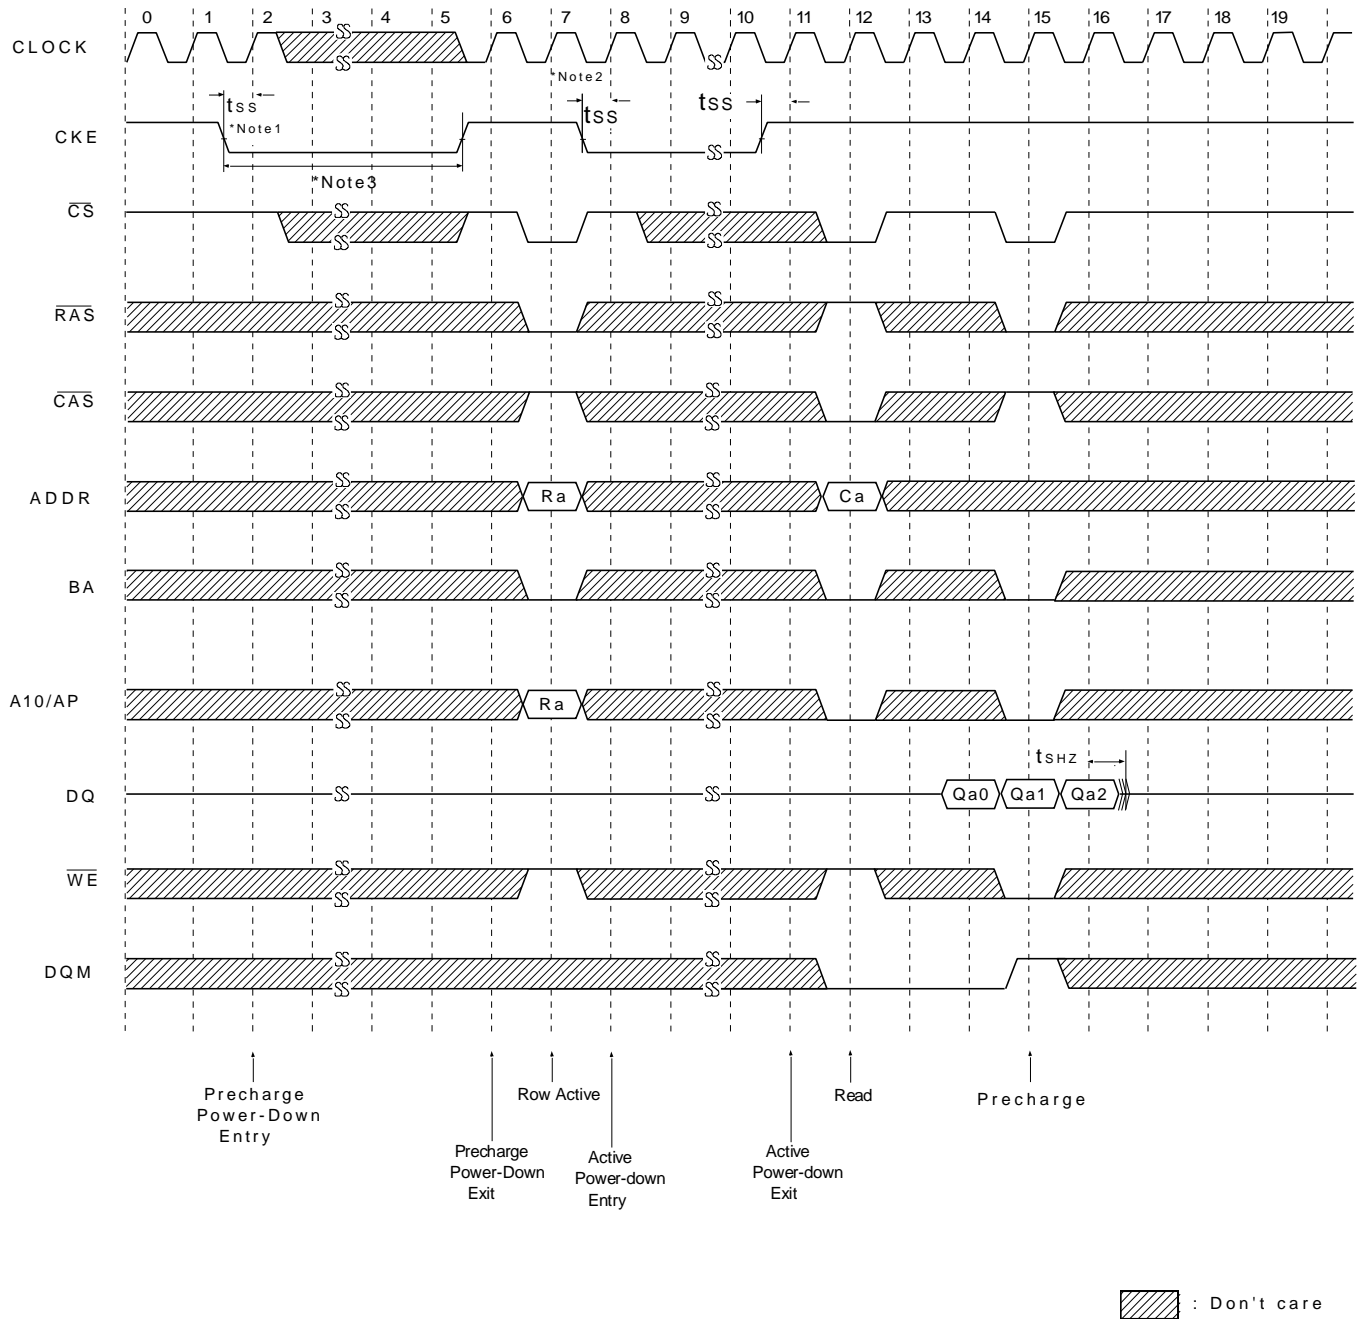 0 1 2 3 4 5 6 7 8 9 10 11 12 13 14 15 16 17 18 19
CLOCK
*Note2
tSS
tSS
tSS
*Note1
CKE
*Note3
CS
RAS
CAS
ADDR
Ra
Ca
BA
A10/AP
Ra
tSHZ
DQ
Qa0 Qa1 Qa2
WE
DQM
Precharge
Power-Down
Entry
Precharge
Power-Down
Exit
Row Active
Active
Power-down
Entry
Active
Power-down
Exit
Read
Precharge
: Don't care